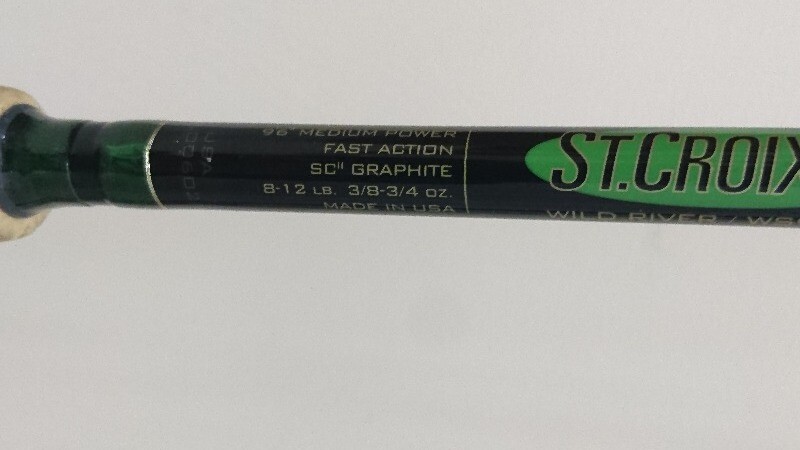 9'6" MEDIUM POWER
FAST ACTION
SCII GRAPHITE
8-12 LB. 3/8-3/4 OZ.
MADE IN USA
ST.CROIX
WILD RIVER /
USA